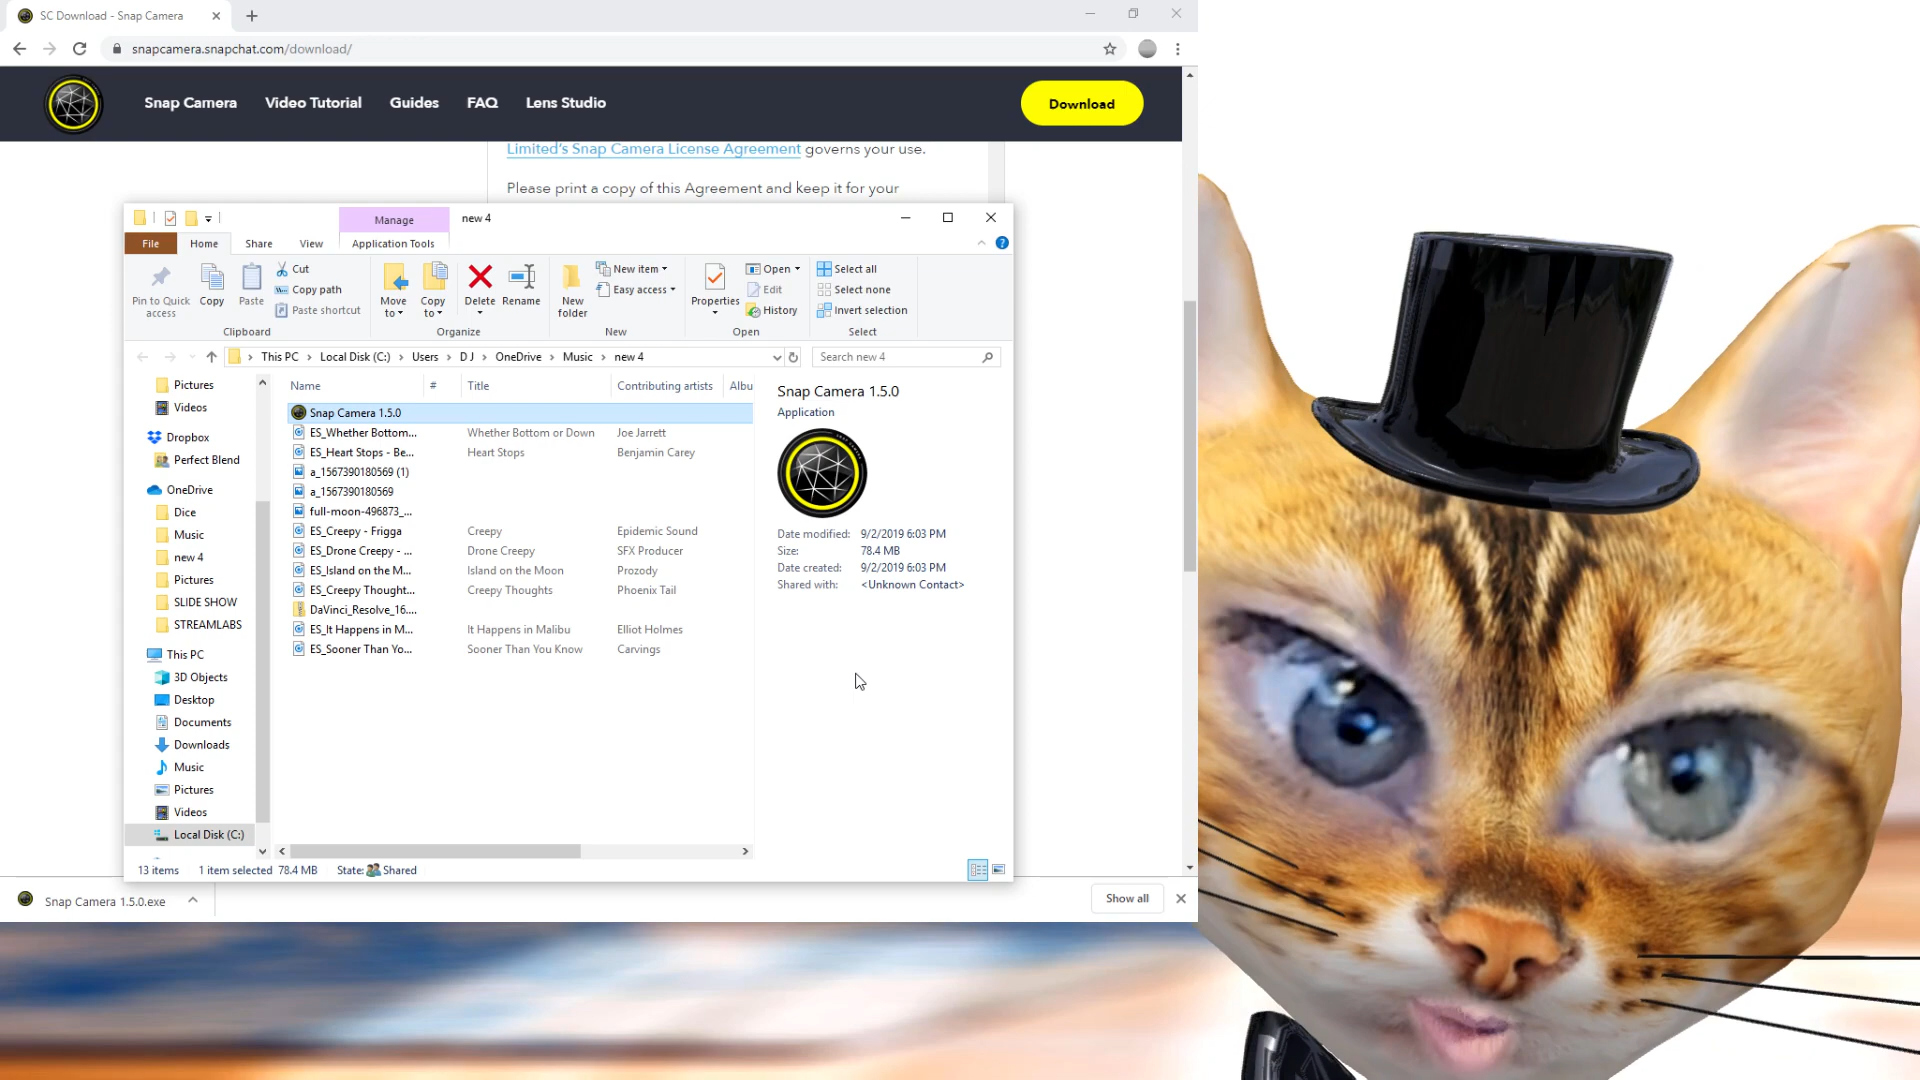 SC Download - Snap Camera
snapcamera.snapchat.com/download/
Snap Camera Video Tutorial Guides FAQ Lens Studio Download
Limited's Snap Camera License Agreement governs your use.
Please print a copy of this Agreement and keep it for your
Manage new 4
File Home Share View Application Tools
Pin to Quick access
Copy
Paste
Cut
Copy path
Paste shortcut
Clipboard
Move to
Copy to
Delete
Rename
Organize
New folder
New item
Easy access
New
Properties
Open
Edit
History
Open
Select all
Select none
Invert selection
Select
This PC > Local Disk (C:) > Users > D J > OneDrive > Music > new 4
Search new 4
Pictures
Videos
Dropbox
Perfect Blend
OneDrive
Dice
Music
new 4
Pictures
SLIDE SHOW
STREAMLABS
This PC
3D Objects
Desktop
Documents
Downloads
Music
Pictures
Videos
Local Disk (C:)
Name # Title Contributing artists Albu
Snap Camera 1.5.0
ES_Whether Bottom... Whether Bottom or Down Joe Jarrett
ES_Heart Stops - Be... Heart Stops Benjamin Carey
a_1567390180569 (1)
a_1567390180569
full-moon-496873_...
ES_Creepy - Frigga Creepy Epidemic Sound
ES_Drone Creepy - ... Drone Creepy SFX Producer
ES_Island on the M... Island on the Moon Prozody
ES_Creepy Thought... Creepy Thoughts Phoenix Tail
DaVinci_Resolve_16....
ES_It Happens in M... It Happens in Malibu Elliot Holmes
ES_Sooner Than Yo... Sooner Than You Know Carvings
Snap Camera 1.5.0
Application
Date modified: 9/2/2019 6:03 PM
Size: 78.4 MB
Date created: 9/2/2019 6:03 PM
Shared with: <Unknown Contact>
13 items 1 item selected 78.4 MB State: Shared
Snap Camera 1.5.0.exe
Show all